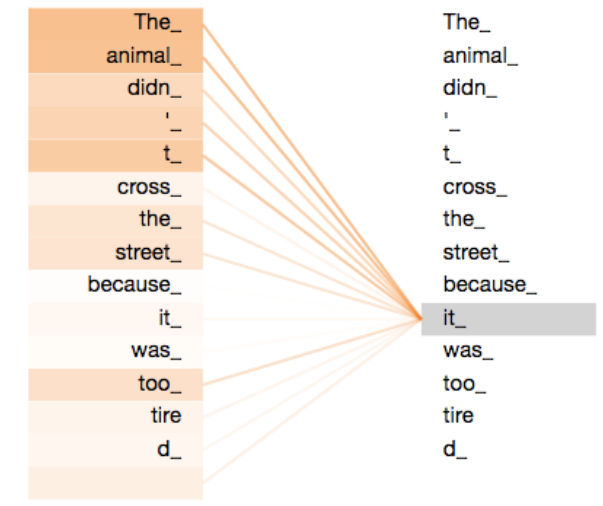 The_ The_
animal_ animal_
didn_ didn_
'_ '_
t_ t_
cross_ cross_
the_ the_
street_ street_
because_ because_
it_ it_
was_ was_
too_ too_
tire tire
d_ d_